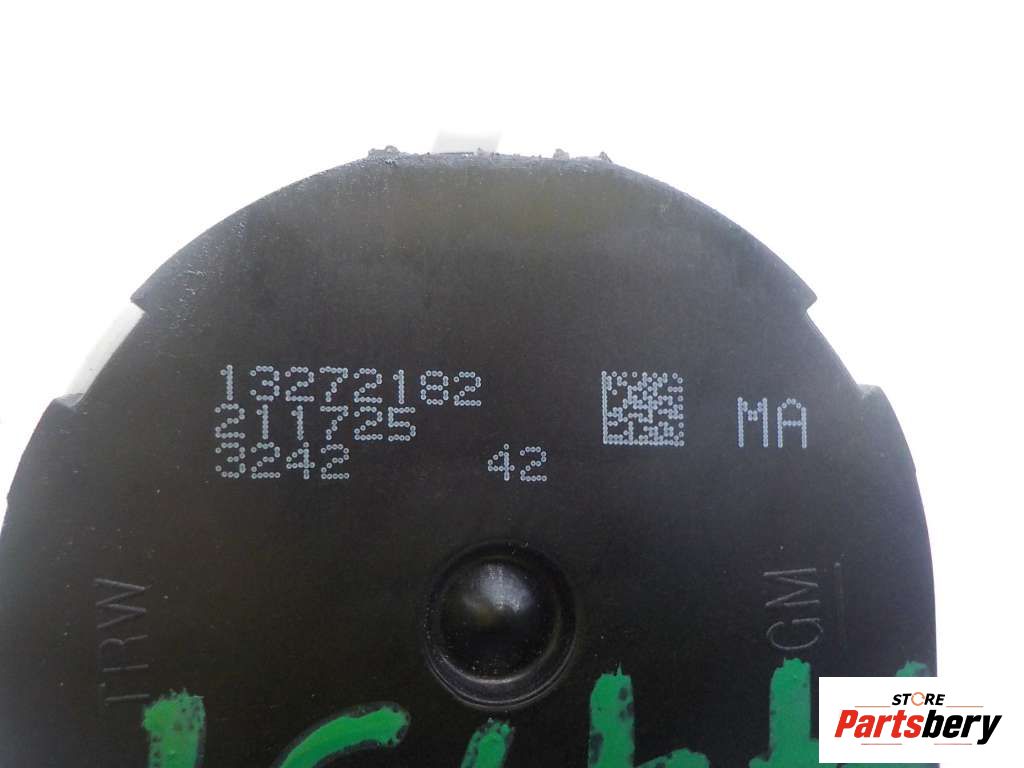 13272182
211725
3242 42
MA
TRW
GM
STORE
Partsbery